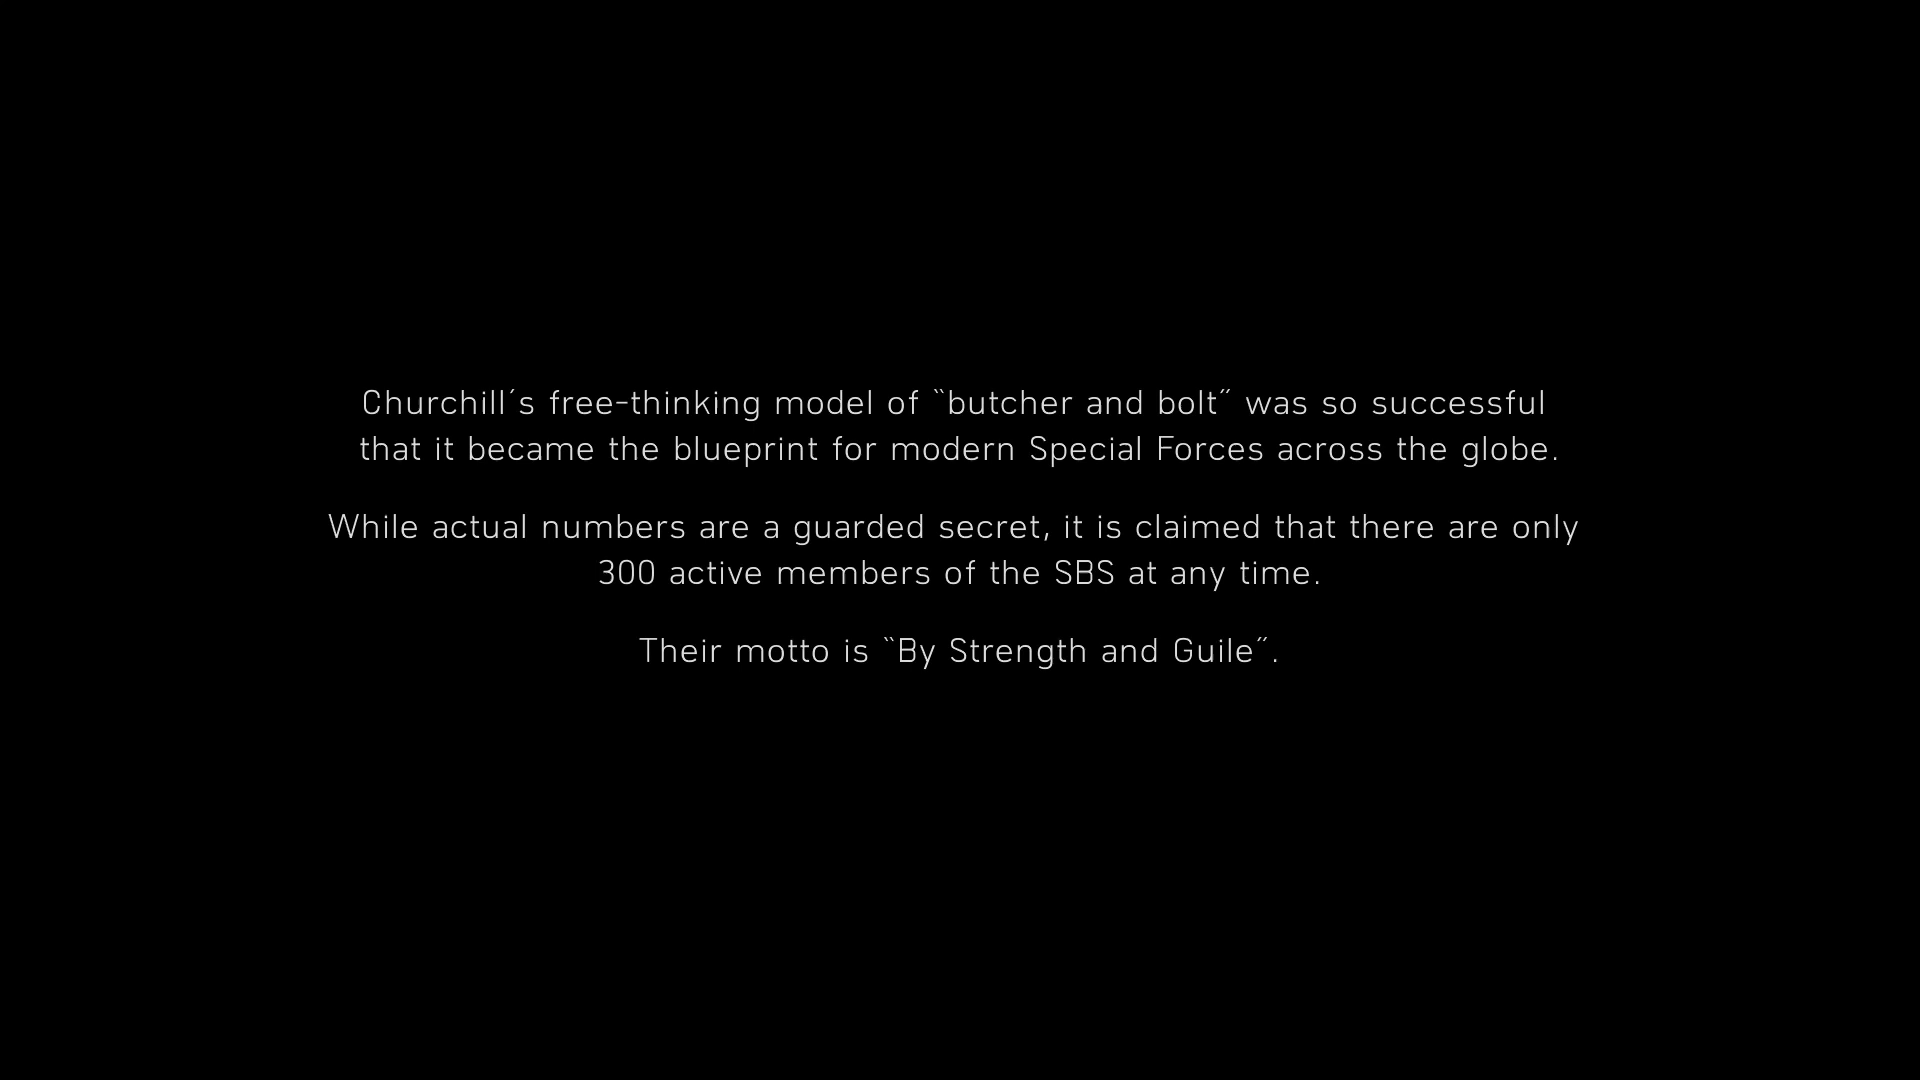 Churchill´s free-thinking model of ‶butcher and bolt″ was so successful
that it became the blueprint for modern Special Forces across the globe.
While actual numbers are a guarded secret, it is claimed that there are only
300 active members of the SBS at any time.
Their motto is ‶By Strength and Guile″.